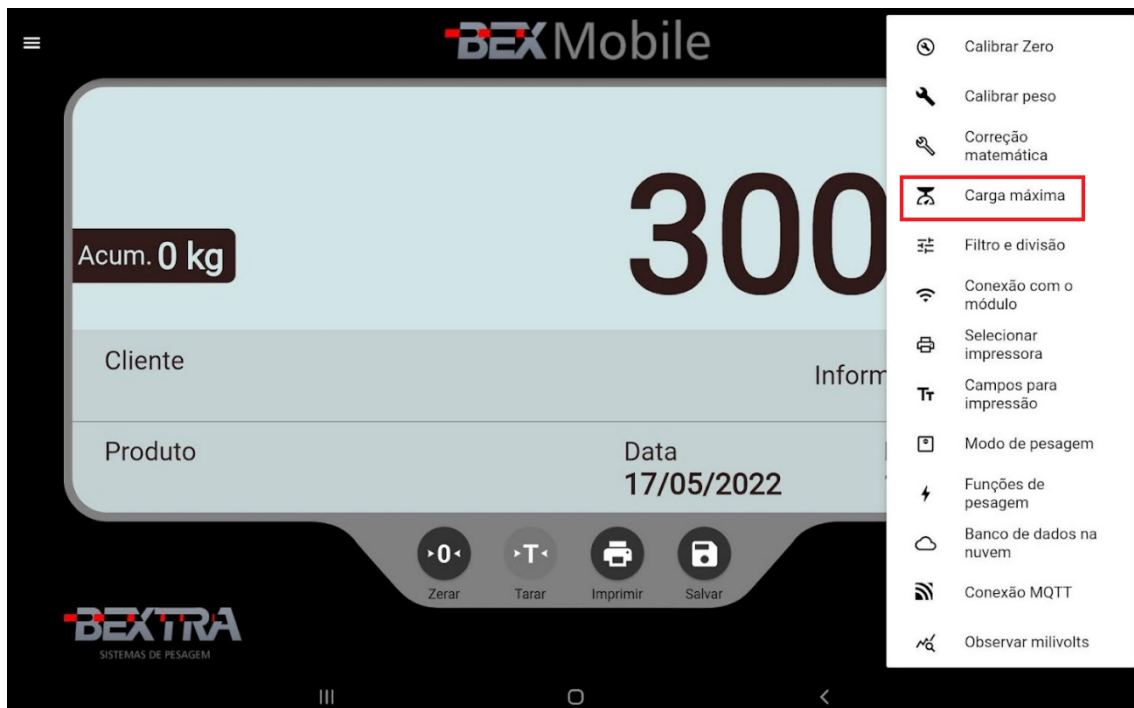 BEX Mobile
Acum. 0 kg
300
Cliente
Inform
Produto
Data
17/05/2022
▸0◂
▸T◂
Zerar
Tarar
Imprimir
Salvar
BEXTRA
SISTEMAS DE PESAGEM
Calibrar Zero
Calibrar peso
Correção
matemática
Carga máxima
Filtro e divisão
Conexão com o
módulo
Selecionar
impressora
Tт
Campos para
impressão
Modo de pesagem
Funções de
pesagem
Banco de dados na
nuvem
Conexão MQTT
Observar milivolts